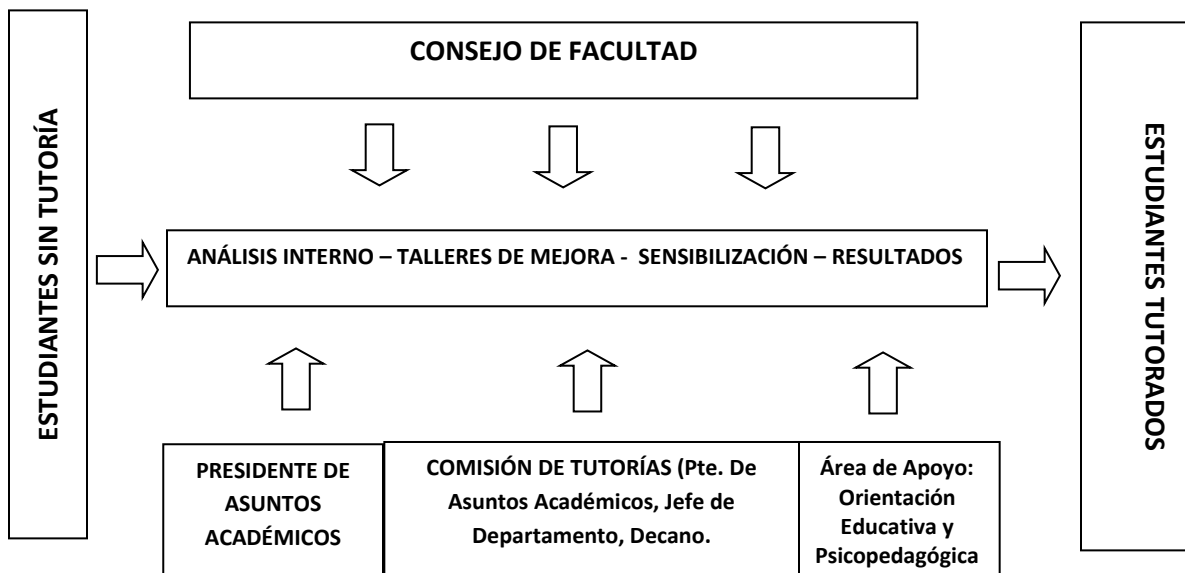 ESTUDIANTES SIN TUTORÍA
CONSEJO DE FACULTAD
ANÁLISIS INTERNO – TALLERES DE MEJORA - SENSIBILIZACIÓN – RESULTADOS
PRESIDENTE DE
ASUNTOS
ACADÉMICOS
COMISIÓN DE TUTORÍAS (Pte. De
Asuntos Académicos, Jefe de
Departamento, Decano.
Área de Apoyo:
Orientación
Educativa y
Psicopedagógica
ESTUDIANTES TUTORADOS